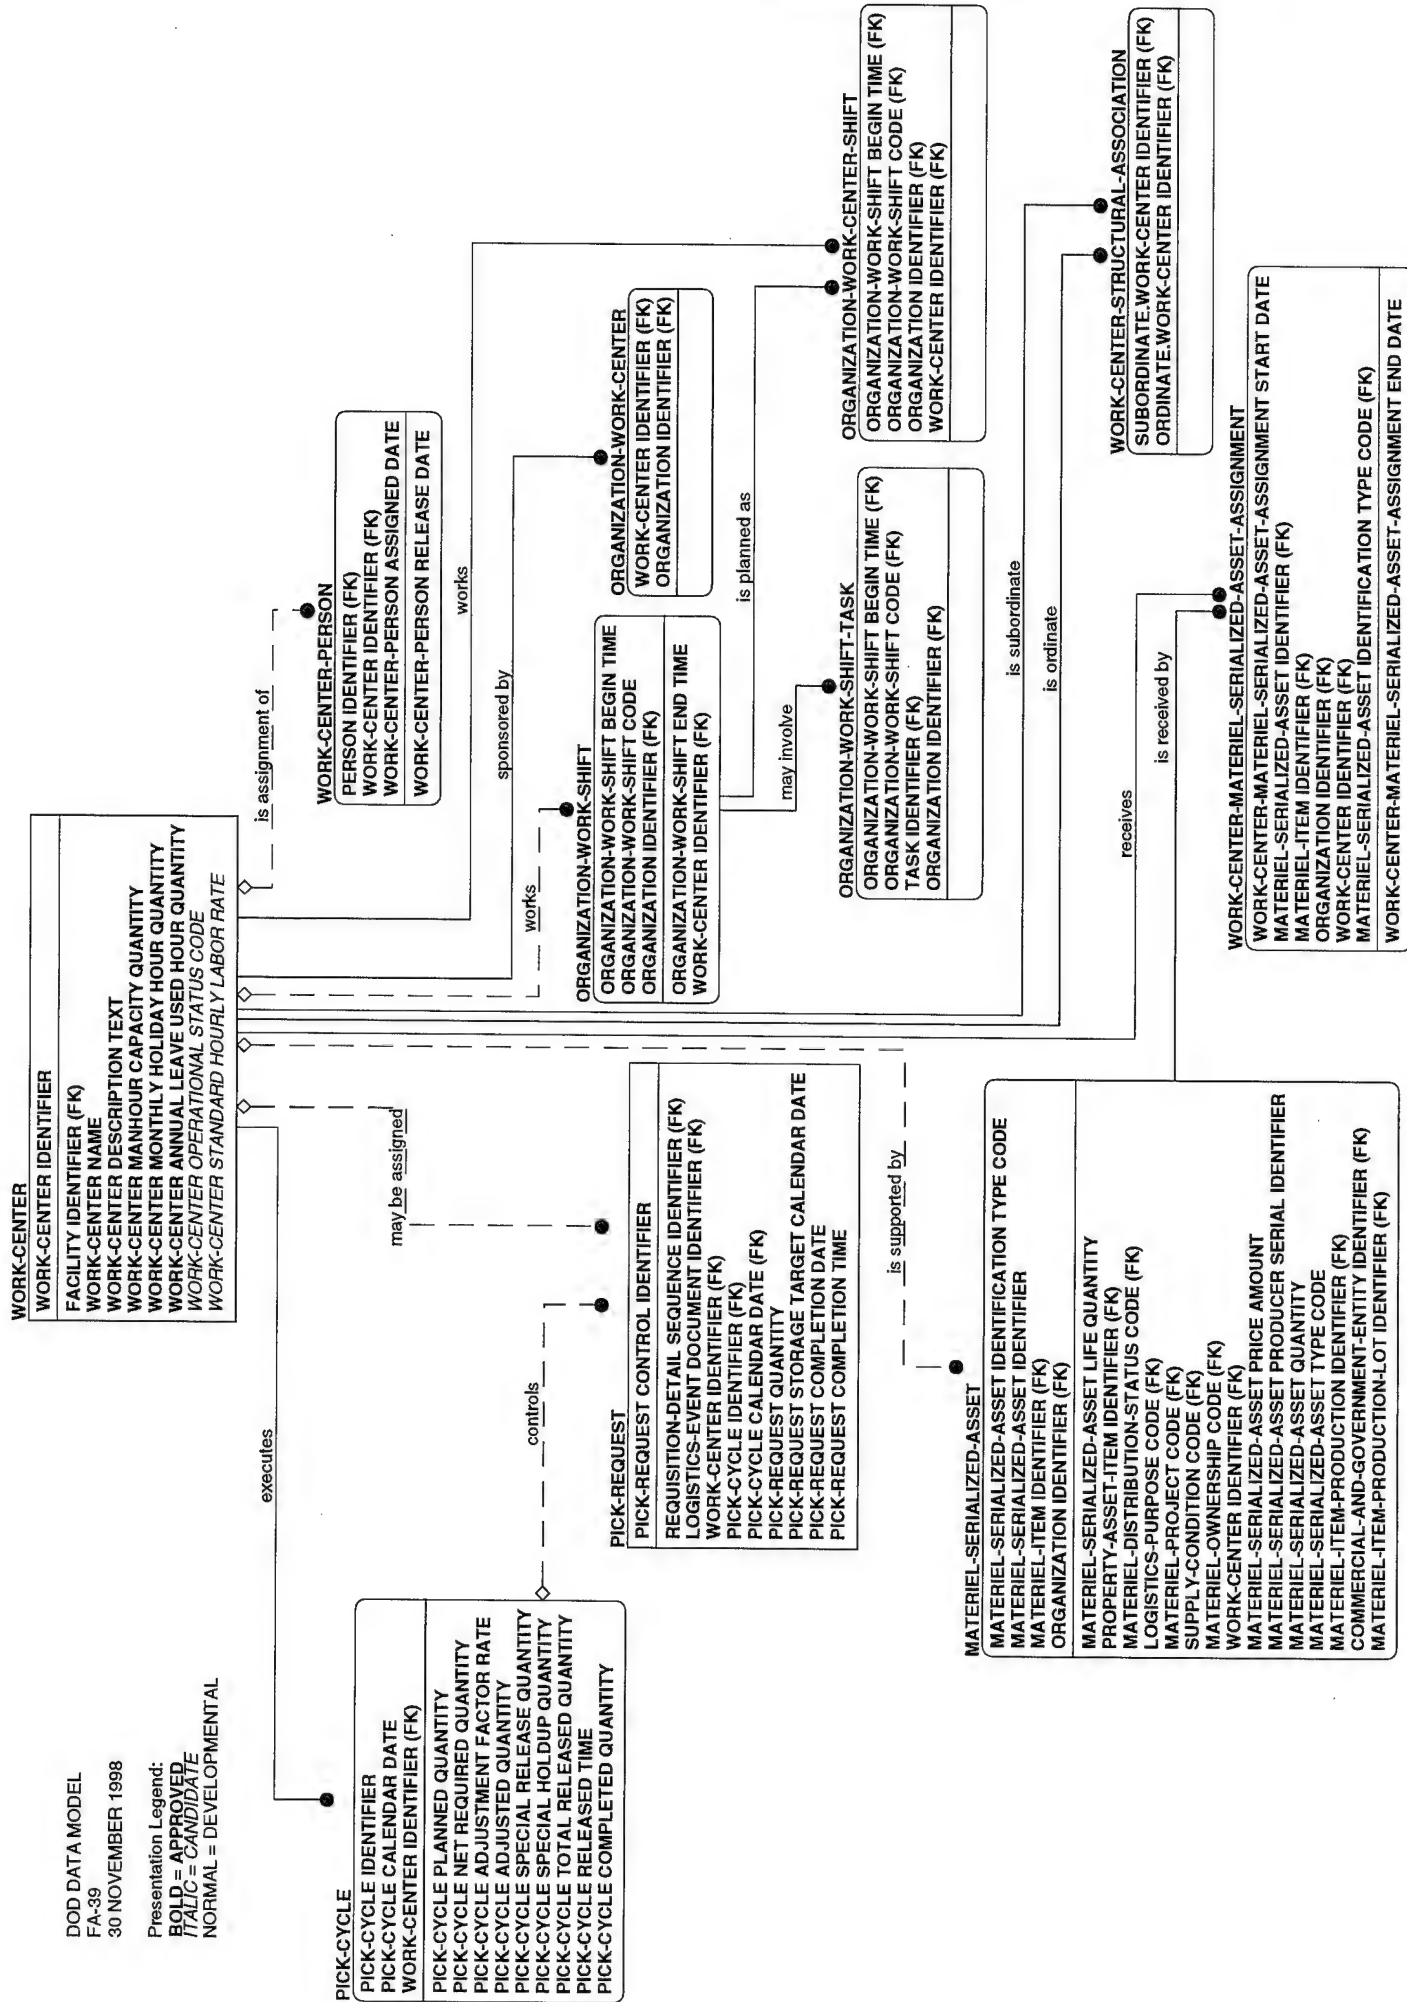 DOD DATA MODEL
FA-39
30 NOVEMBER 1998
Presentation Legend:
BOLD = APPROVED
ITALIC = CANDIDATE
NORMAL = DEVELOPMENTAL
WORK-CENTER
WORK-CENTER IDENTIFIER
FACILITY IDENTIFIER (FK)
WORK-CENTER NAME
WORK-CENTER DESCRIPTION TEXT
WORK-CENTER MANHOUR CAPACITY QUANTITY
WORK-CENTER MONTHLY HOLIDAY HOUR QUANTITY
WORK-CENTER ANNUAL LEAVE USED HOUR QUANTITY
WORK-CENTER OPERATIONAL STATUS CODE
WORK-CENTER STANDARD HOURLY LABOR RATE
executes
may be assigned
is assignment of
works
sponsored by
works
PICK-CYCLE
PICK-CYCLE IDENTIFIER
PICK-CYCLE CALENDAR DATE
WORK-CENTER IDENTIFIER (FK)
PICK-CYCLE PLANNED QUANTITY
PICK-CYCLE NET REQUIRED QUANTITY
PICK-CYCLE ADJUSTMENT FACTOR RATE
PICK-CYCLE ADJUSTED QUANTITY
PICK-CYCLE SPECIAL RELEASE QUANTITY
PICK-CYCLE SPECIAL HOLDUP QUANTITY
PICK-CYCLE TOTAL RELEASED QUANTITY
PICK-CYCLE RELEASED TIME
PICK-CYCLE COMPLETED QUANTITY
controls
WORK-CENTER-PERSON
PERSON IDENTIFIER (FK)
WORK-CENTER IDENTIFIER (FK)
WORK-CENTER-PERSON ASSIGNED DATE
WORK-CENTER-PERSON RELEASE DATE
PICK-REQUEST
PICK-REQUEST CONTROL IDENTIFIER
REQUISITION-DETAIL SEQUENCE IDENTIFIER (FK)
LOGISTICS-EVENT DOCUMENT IDENTIFIER (FK)
WORK-CENTER IDENTIFIER (FK)
PICK-CYCLE IDENTIFIER (FK)
PICK-CYCLE CALENDAR DATE (FK)
PICK-REQUEST QUANTITY
PICK-REQUEST STORAGE TARGET CALENDAR DATE
PICK-REQUEST COMPLETION DATE
PICK-REQUEST COMPLETION TIME
ORGANIZATION-WORK-SHIFT
ORGANIZATION-WORK-SHIFT BEGIN TIME
ORGANIZATION-WORK-SHIFT CODE
ORGANIZATION IDENTIFIER (FK)
ORGANIZATION-WORK-SHIFT END TIME
WORK-CENTER IDENTIFIER (FK)
ORGANIZATION-WORK-CENTER
WORK-CENTER IDENTIFIER (FK)
ORGANIZATION IDENTIFIER (FK)
is planned as
may involve
ORGANIZATION-WORK-SHIFT-TASK
ORGANIZATION-WORK-SHIFT BEGIN TIME (FK)
ORGANIZATION-WORK-SHIFT CODE (FK)
TASK IDENTIFIER (FK)
ORGANIZATION IDENTIFIER (FK)
ORGANIZATION-WORK-CENTER-SHIFT
ORGANIZATION-WORK-SHIFT BEGIN TIME (FK)
ORGANIZATION-WORK-SHIFT CODE (FK)
ORGANIZATION IDENTIFIER (FK)
WORK-CENTER IDENTIFIER (FK)
is supported by
is subordinate
is ordinate
MATERIEL-SERIALIZED-ASSET
MATERIEL-SERIALIZED-ASSET IDENTIFICATION TYPE CODE
MATERIEL-SERIALIZED-ASSET IDENTIFIER
MATERIEL-ITEM IDENTIFIER (FK)
ORGANIZATION IDENTIFIER (FK)
MATERIEL-SERIALIZED-ASSET LIFE QUANTITY
PROPERTY-ASSET-ITEM IDENTIFIER (FK)
MATERIEL-DISTRIBUTION-STATUS CODE (FK)
LOGISTICS-PURPOSE CODE (FK)
MATERIEL-PROJECT CODE (FK)
SUPPLY-CONDITION CODE (FK)
MATERIEL-OWNERSHIP CODE (FK)
WORK-CENTER IDENTIFIER (FK)
MATERIEL-SERIALIZED-ASSET PRICE AMOUNT
MATERIEL-SERIALIZED-ASSET PRODUCER SERIAL IDENTIFIER
MATERIEL-SERIALIZED-ASSET QUANTITY
MATERIEL-SERIALIZED-ASSET TYPE CODE
MATERIEL-ITEM-PRODUCTION IDENTIFIER (FK)
COMMERCIAL-AND-GOVERNMENT-ENTITY IDENTIFIER (FK)
MATERIEL-ITEM-PRODUCTION-LOT IDENTIFIER (FK)
WORK-CENTER-STRUCTURAL-ASSOCIATION
SUBORDINATE.WORK-CENTER IDENTIFIER (FK)
ORDINATE.WORK-CENTER IDENTIFIER (FK)
receives
is received by
WORK-CENTER-MATERIEL-SERIALIZED-ASSET-ASSIGNMENT
WORK-CENTER-MATERIEL-SERIALIZED-ASSET-ASSIGNMENT START DATE
MATERIEL-SERIALIZED-ASSET IDENTIFIER (FK)
MATERIEL-ITEM IDENTIFIER (FK)
ORGANIZATION IDENTIFIER (FK)
WORK-CENTER IDENTIFIER (FK)
MATERIEL-SERIALIZED-ASSET IDENTIFICATION TYPE CODE (FK)
WORK-CENTER-MATERIEL-SERIALIZED-ASSET-ASSIGNMENT END DATE